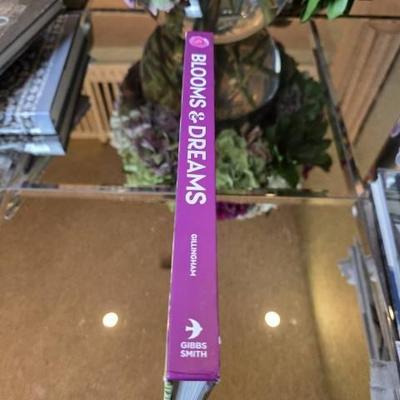 BLOOMS & DREAMS
GILLINGHAM
GIBBS
SMITH